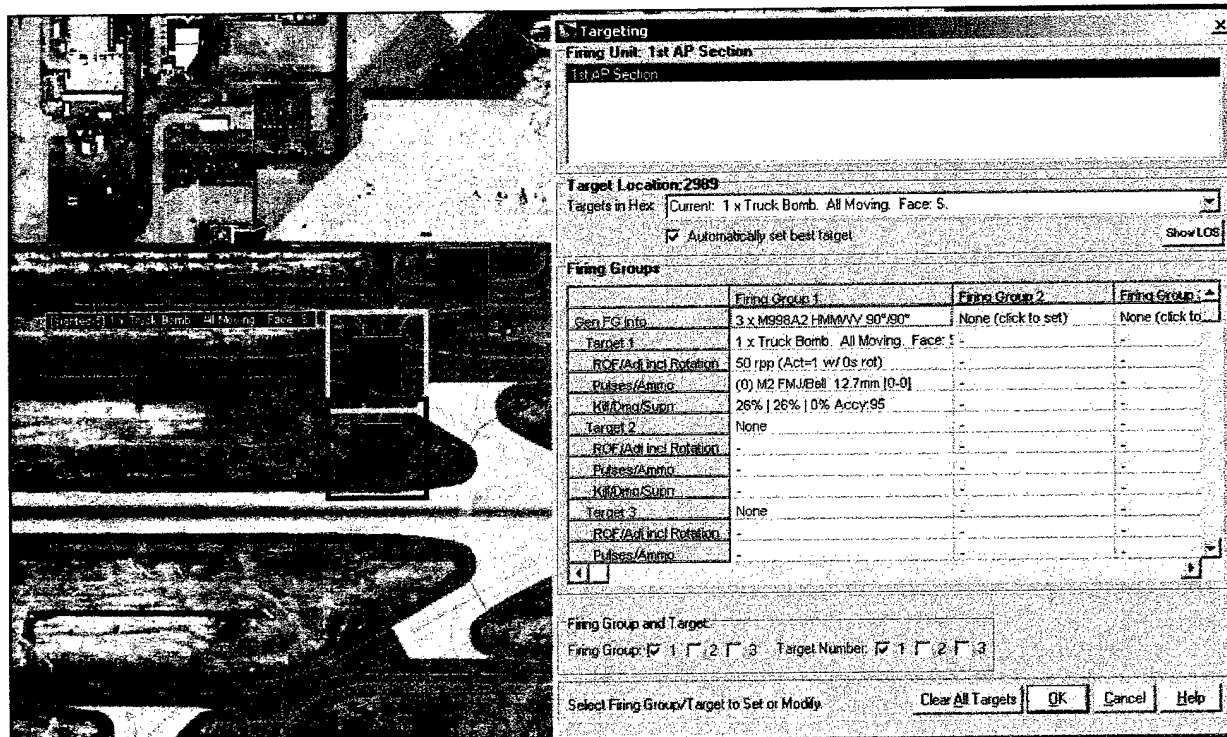 Targeting
Firing Unit: 1st AP Section
1st AP Section
Target Location:2989
Targets in Hex: Current: 1 x Truck Bomb. All Moving. Face: S.
Automatically set best target
Show LOS
Firing Groups
Firing Group 1 Firing Group 2 Firing Group
Gen FG Info 3 x M998A2 HMMWV 90°/90° None (click to set) None (click to
Target 1 1 x Truck Bomb. All Moving. Face: - -
ROF/Adj incl Rotation 50 rpp (Act=1 w/ 0s rot) - -
Pulses/Ammo (0) M2 FMJ/Ball 12.7mm [0-0] - -
Kill/Dmg/Supn 26% | 26% | 0% Accy:95 - -
Target 2 None - -
ROF/Adj incl Rotation - - -
Pulses/Ammo - - -
Kill/Dmg/Supn - - -
Target 3 None - -
ROF/Adj incl Rotation - - -
Pulses/Ammo - - -
1 x Truck Bomb. All Moving. Face: S
Firing Group and Target
Firing Group: 1 2 3 Target Number: 1 2 3
Select Firing Group/Target to Set or Modify. Clear All Targets OK Cancel Help